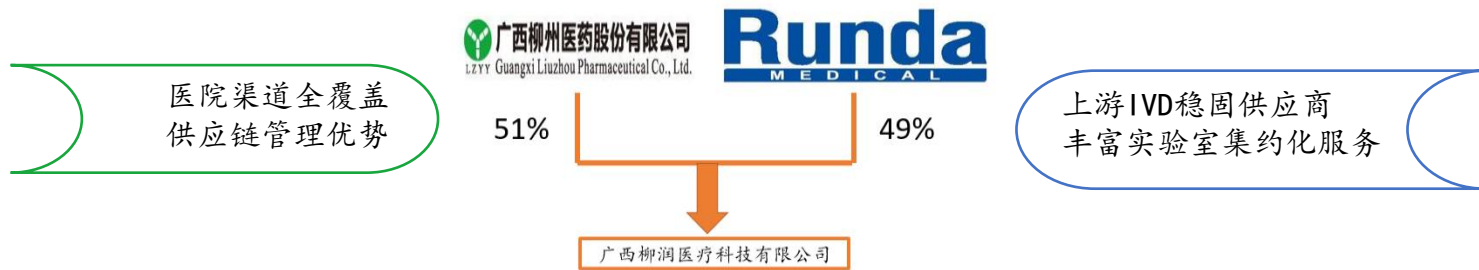 医院渠道全覆盖
供应链管理优势
广西柳州医药股份有限公司
LZYY Guangxi Liuzhou Pharmaceutical Co., Ltd.
Runda
MEDICAL
51%
49%
上游IVD稳固供应商
丰富实验室集约化服务
广西柳润医疗科技有限公司